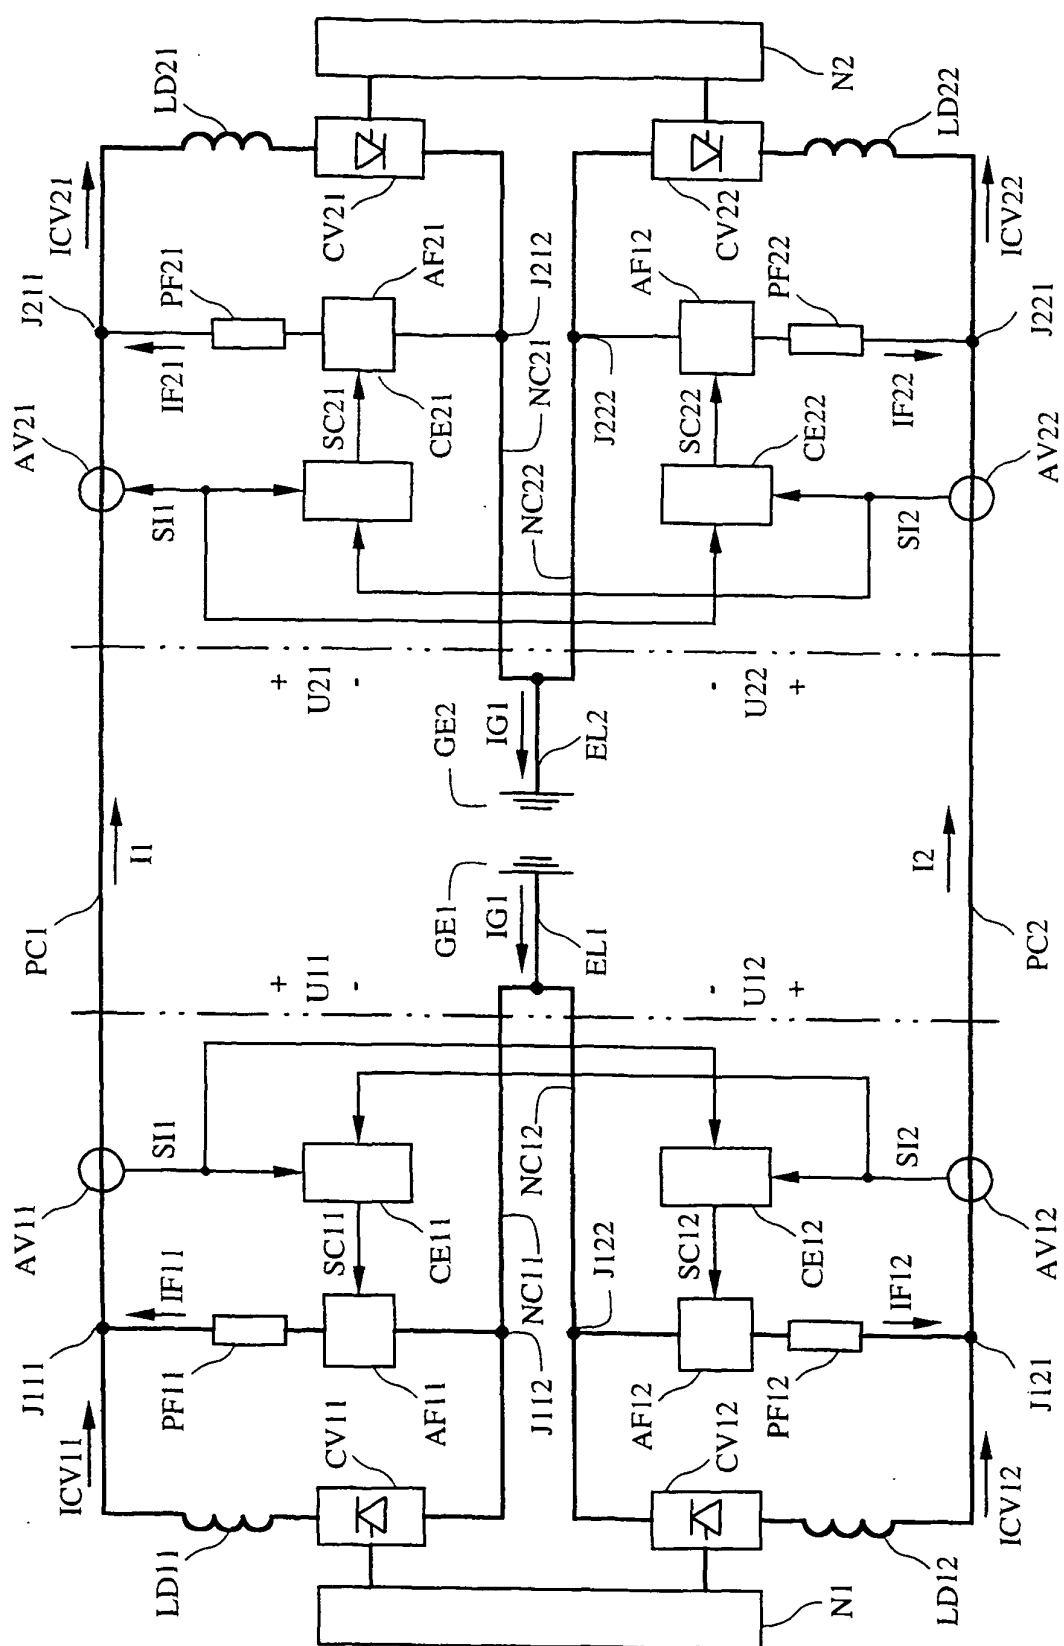 J111
AV11
PC1
AV21
J211
ICV11
ICV21
I1
LD11
PF11
IF11
SI1
SI1
IF21
PF21
LD21
+
+
U11
U21
-
-
CV11
SC11
SC21
CV21
AF11
CE11
GE1
GE2
CE21
AF21
IG1
IG1
J112
NC11
NC12
NC22
NC21
J212
J122
EL1
EL2
J222
AF12
AF12
SC12
SC22
-
-
CV12
U12
U22
CV22
PF12
+
+
PF22
CE12
CE22
N1
N2
IF12
SI2
SI2
IF22
LD12
I2
LD22
ICV12
ICV22
J121
AV12
PC2
AV22
J221